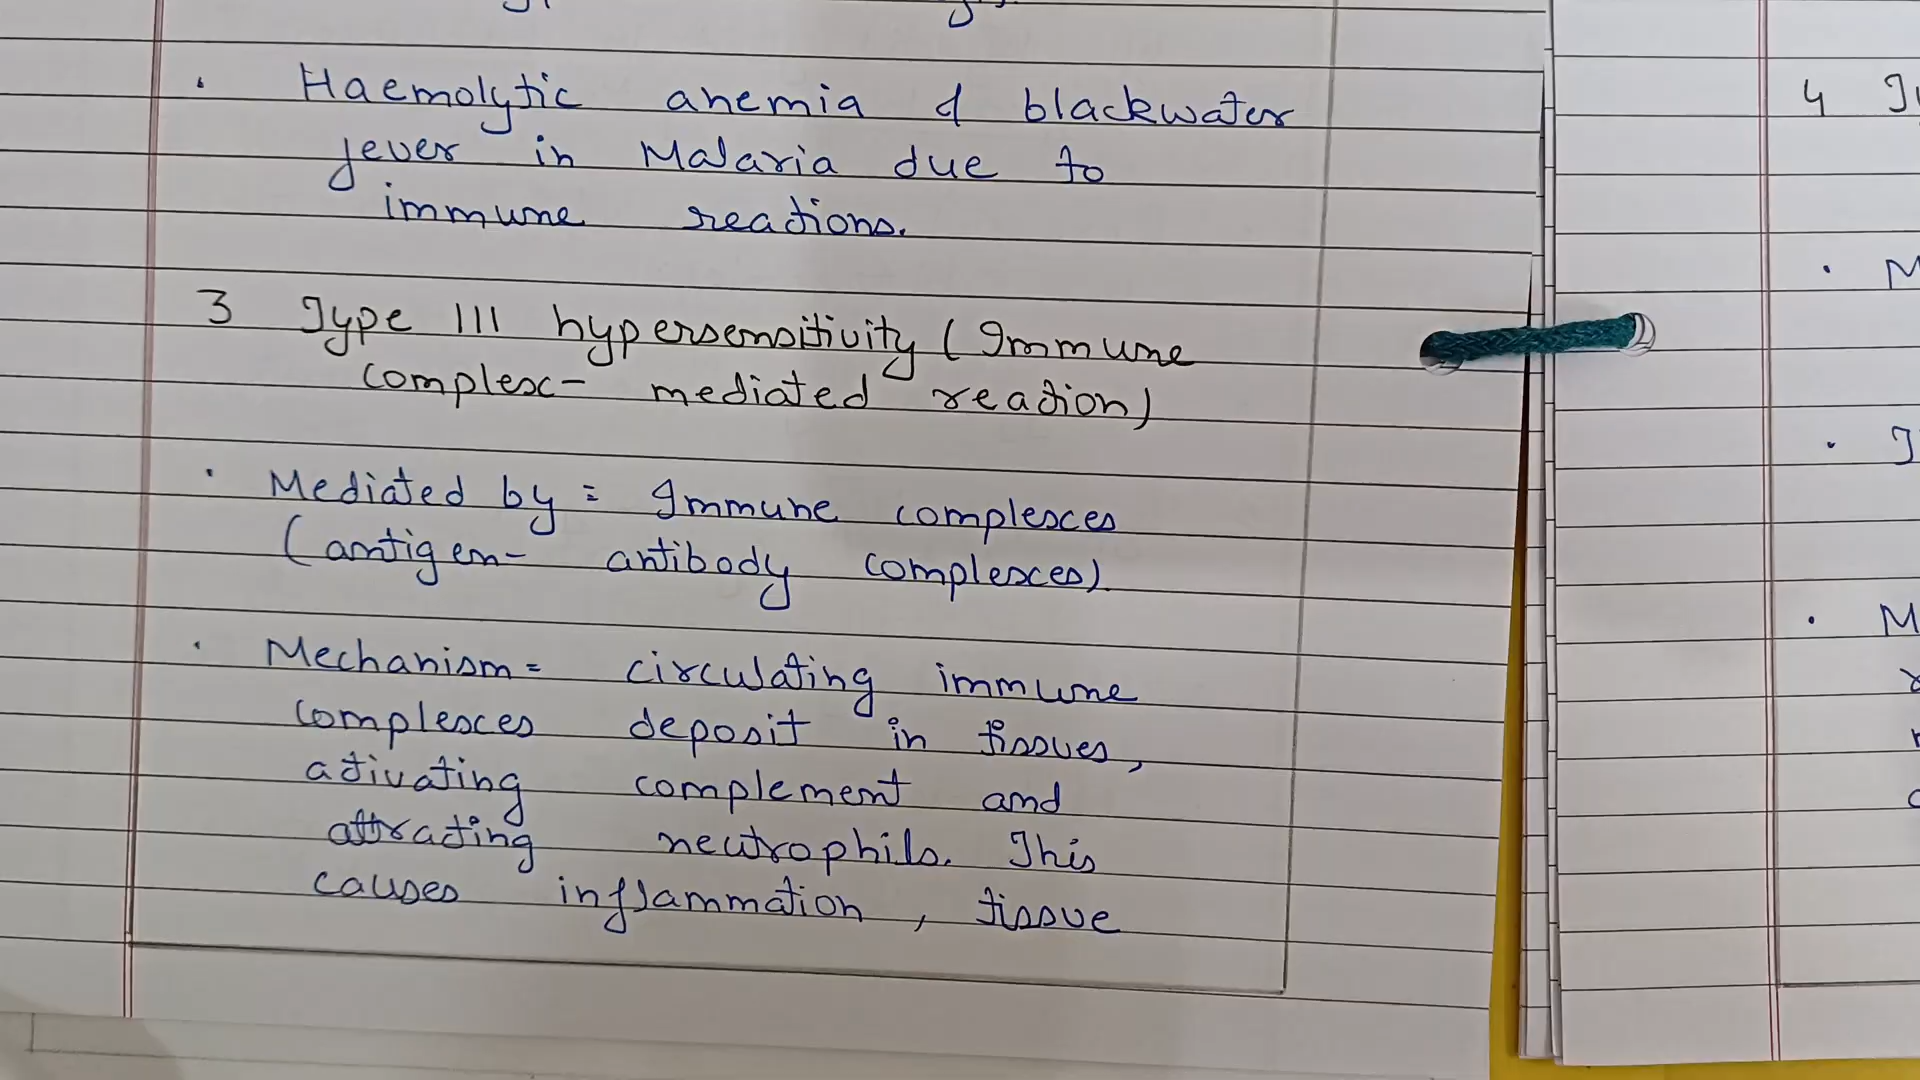 . Haemolytic anemia & blackwater
fever in Malaria due to
immune reactions.
3 Type III hypersensitivity (Immune
complex- mediated reaction)
. Mediated by = Immune complexes
(antigen- antibody complexes).
. Mechanism = circulating immune
complexes deposit in tissues,
activating complement and
attracting neutrophils. This
causes inflammation, tissue
4